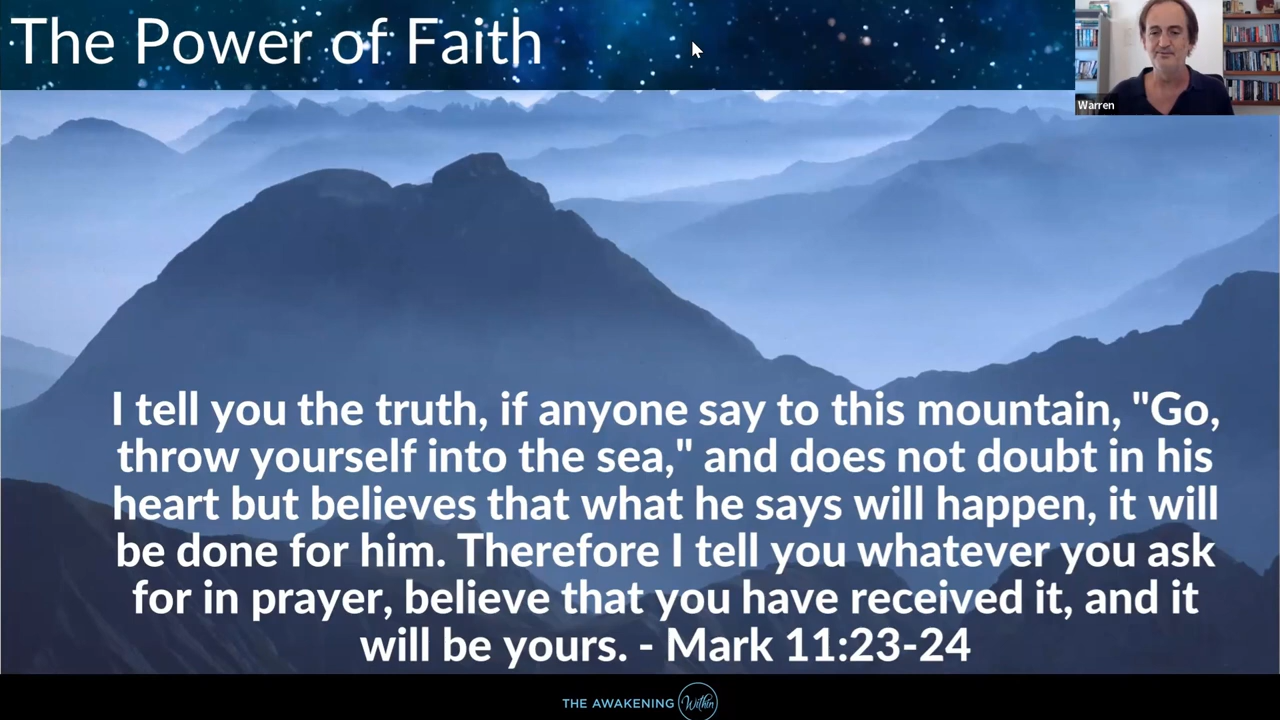 The Power of Faith
Warren
I tell you the truth, if anyone say to this mountain, "Go,
throw yourself into the sea," and does not doubt in his
heart but believes that what he says will happen, it will
be done for him. Therefore I tell you whatever you ask
for in prayer, believe that you have received it, and it
will be yours. - Mark 11:23-24
THE AWAKENING Within